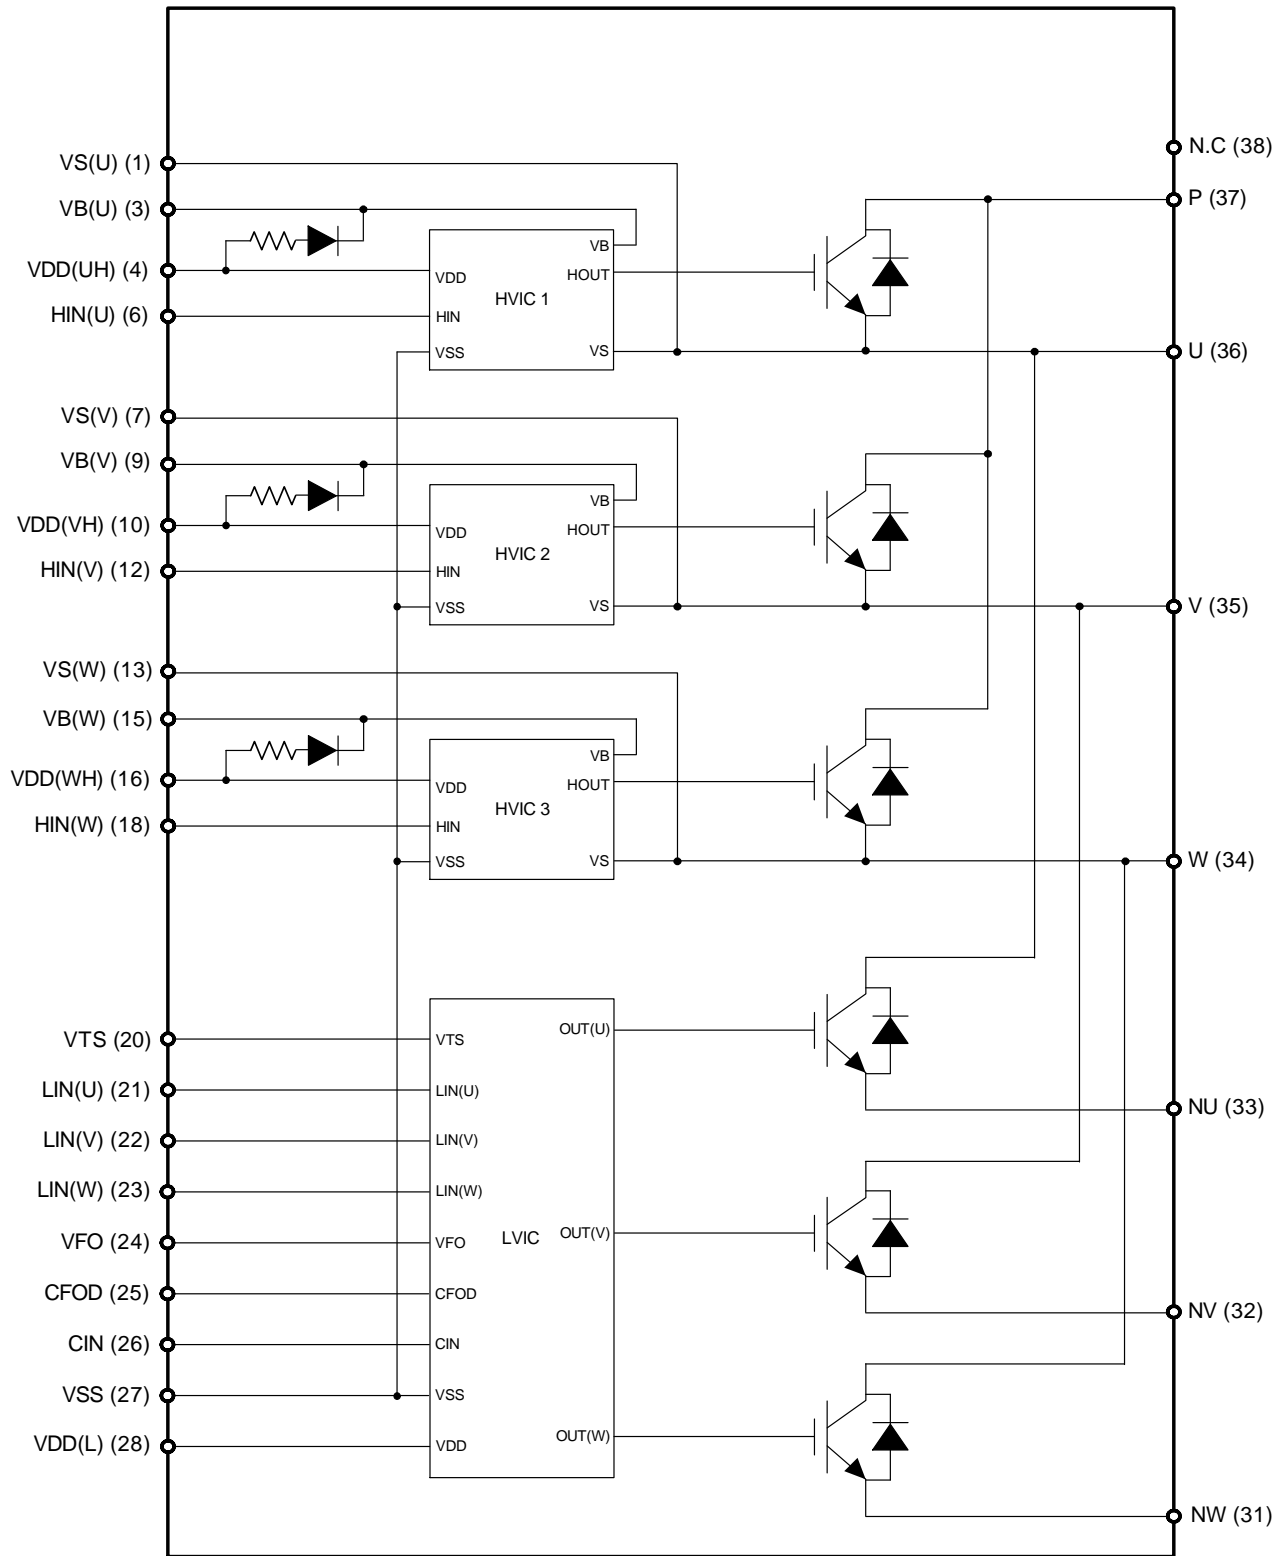 VS(U) (1)
VB(U) (3)
VDD(UH) (4)
HIN(U) (6)
VS(V) (7)
VB(V) (9)
VDD(VH) (10)
HIN(V) (12)
VS(W) (13)
VB(W) (15)
VDD(WH) (16)
HIN(W) (18)
VTS (20)
LIN(U) (21)
LIN(V) (22)
LIN(W) (23)
VFO (24)
CFOD (25)
CIN (26)
VSS (27)
VDD(L) (28)
VB
VDD
HOUT
HVIC 1
HIN
VSS
VS
VB
VDD
HOUT
HVIC 2
HIN
VSS
VS
VB
VDD
HOUT
HVIC 3
HIN
VSS
VS
VTS
LIN(U)
LIN(V)
LIN(W)
VFO
CFOD
CIN
VSS
VDD
LVIC
OUT(U)
OUT(V)
OUT(W)
N.C (38)
P (37)
U (36)
V (35)
W (34)
NU (33)
NV (32)
NW (31)